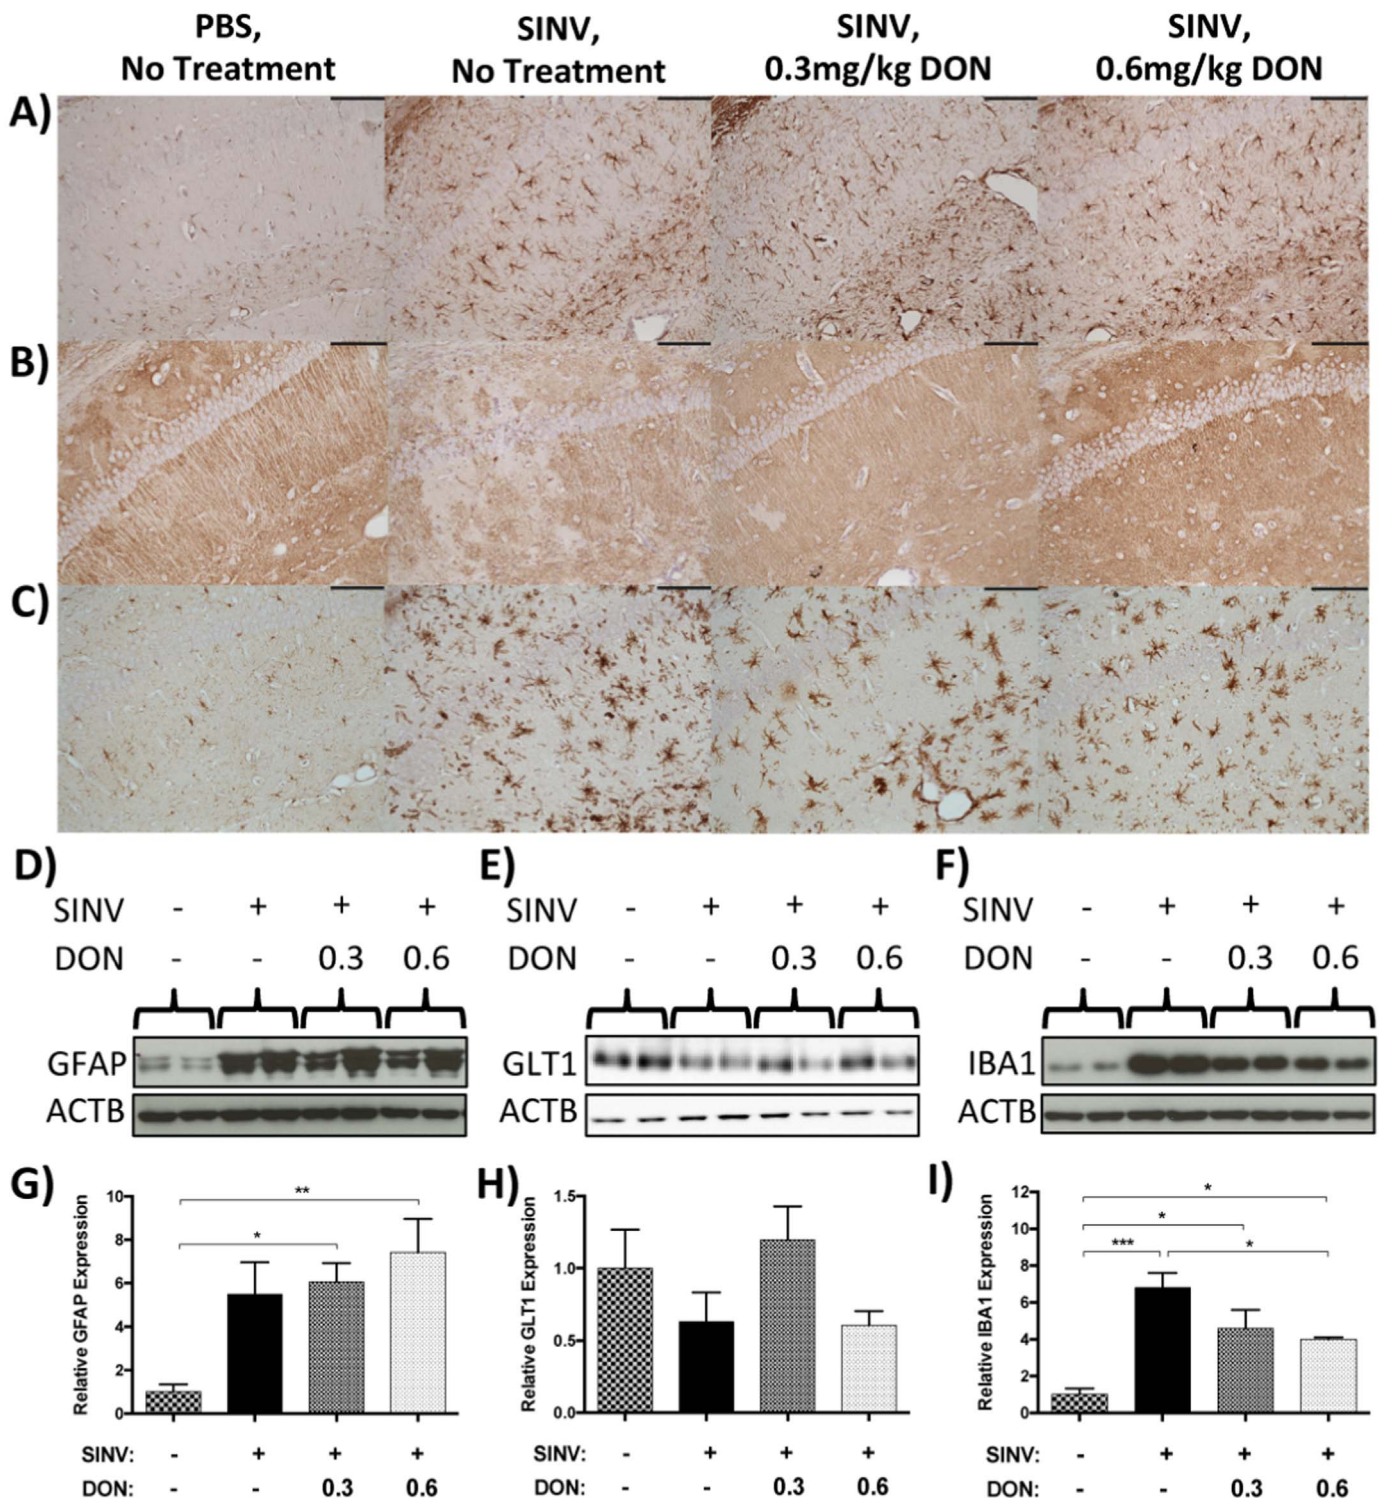 PBS,
No Treatment
SINV,
No Treatment
SINV,
0.3mg/kg DON
SINV,
0.6mg/kg DON
A)
B)
C)
D)
SINV - + + +
DON - - 0.3 0.6
GFAP
ACTB
E)
SINV - + + +
DON - - 0.3 0.6
GLT1
ACTB
F)
SINV - + + +
DON - - 0.3 0.6
IBA1
ACTB
G)
Relative GFAP Expression
10
8
6
4
2
0
**
*
SINV: - + + +
DON: - - 0.3 0.6
H)
Relative GLT1 Expression
1.5
1.0
0.5
0.0
SINV: - + + +
DON: - - 0.3 0.6
I)
Relative IBA1 Expression
12
10
8
6
4
2
0
*
*
*** *
SINV: - + + +
DON: - - 0.3 0.6